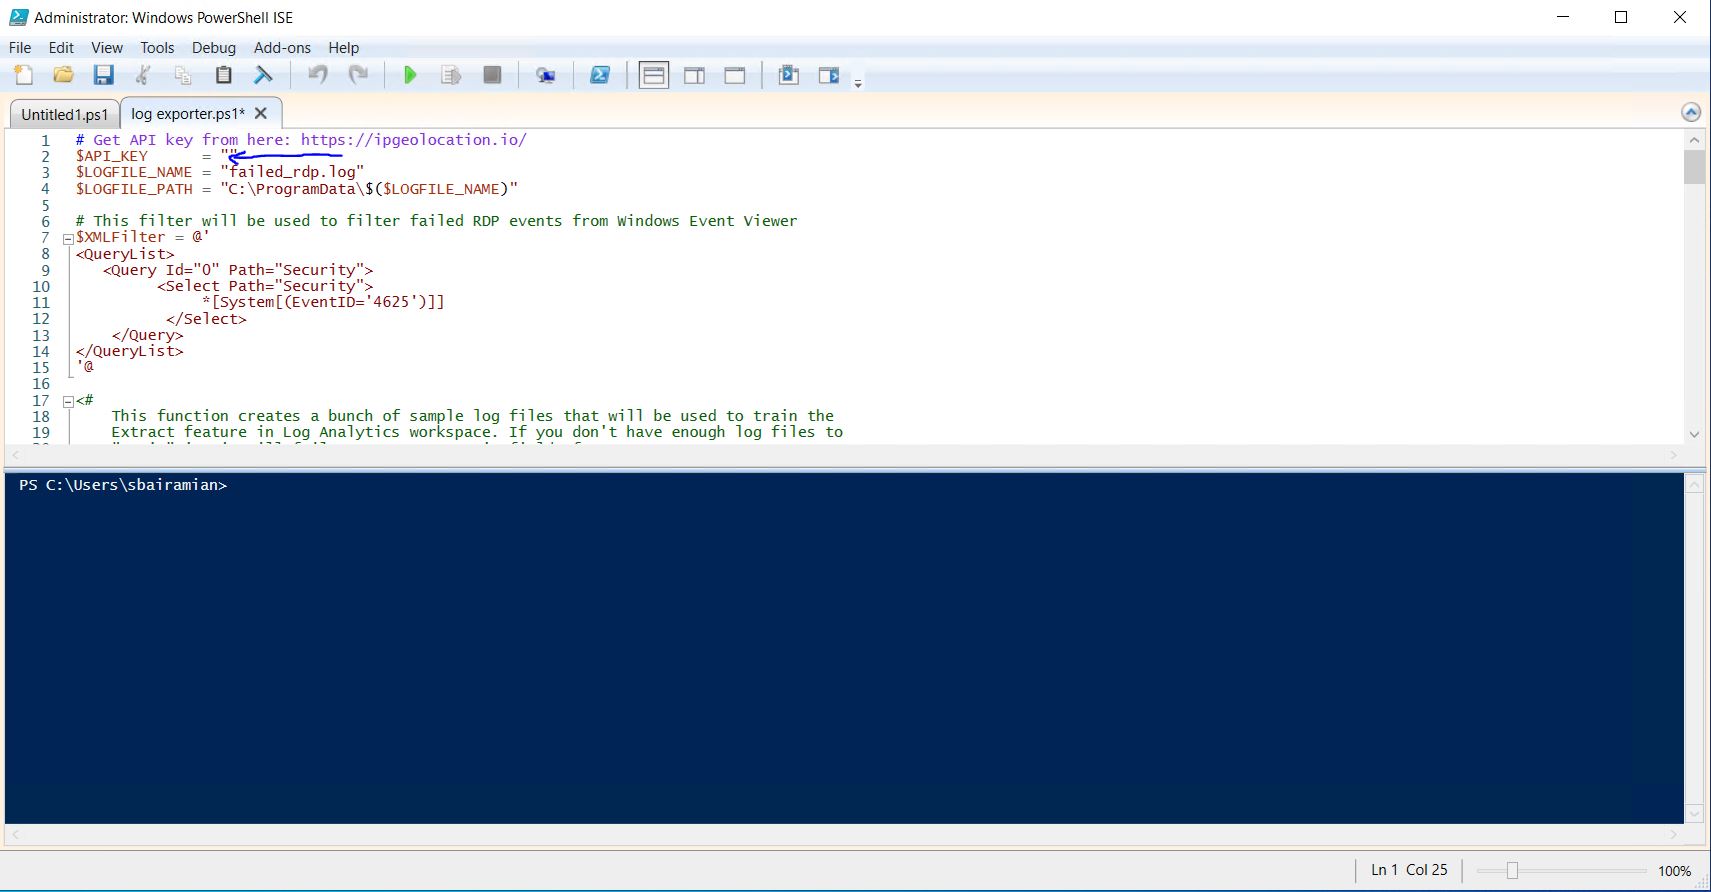 Administrator: Windows PowerShell ISE
File Edit View Tools Debug Add-ons Help
Untitled1.ps1 log exporter.ps1*
1 # Get API key from here: https://ipgeolocation.io/
2 $API_KEY      = ""
3 $LOGFILE_NAME = "failed_rdp.log"
4 $LOGFILE_PATH = "C:\ProgramData\$($LOGFILE_NAME)"
5
6 # This filter will be used to filter failed RDP events from Windows Event Viewer
7 $XMLFilter = @'
8 <QueryList>
9    <Query Id="0" Path="Security">
10          <Select Path="Security">
11               *[System[(EventID='4625')]]
12           </Select>
13     </Query>
14 </QueryList>
15 '@
16
17 <#
18     This function creates a bunch of sample log files that will be used to train the
19     Extract feature in Log Analytics workspace. If you don't have enough log files to
PS C:\Users\sbairamian>
Ln 1 Col 25 100%